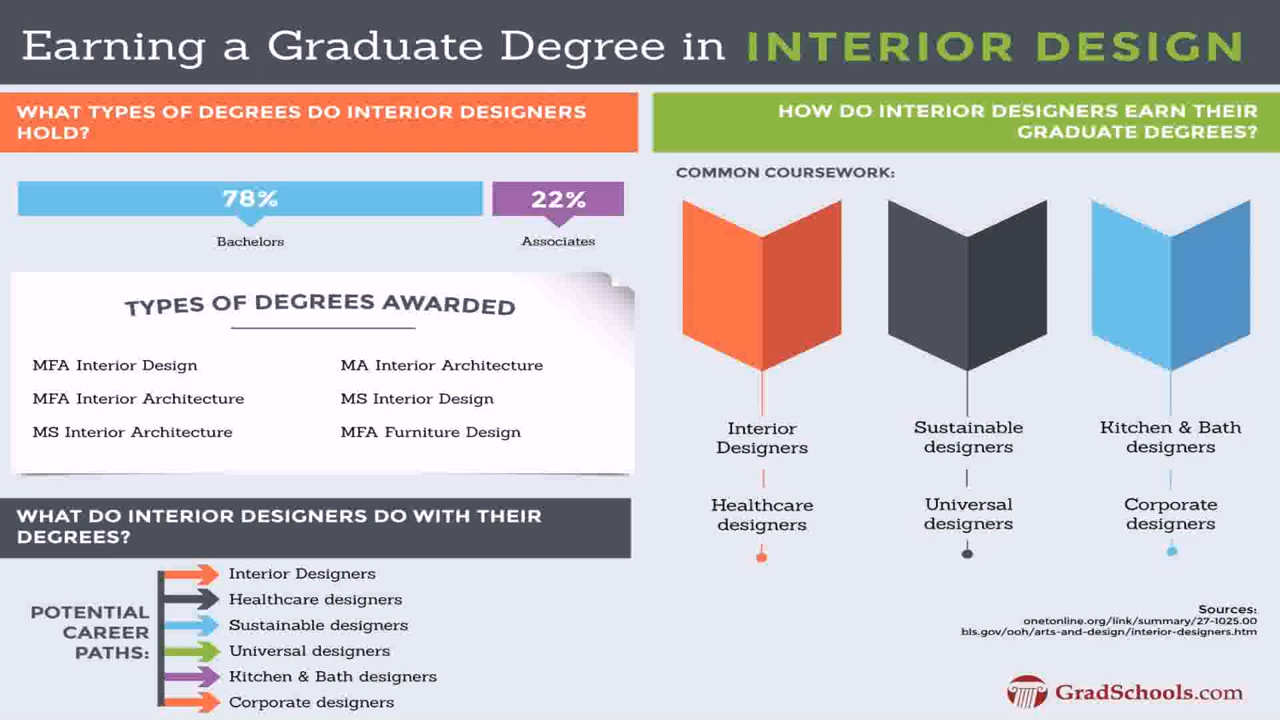 Earning a Graduate Degree in INTERIOR DESIGN
WHAT TYPES OF DEGREES DO INTERIOR DESIGNERS
HOLD?
78%
22%
Bachelors
Associates
TYPES OF DEGREES AWARDED
MFA Interior Design
MA Interior Architecture
MFA Interior Architecture
MS Interior Design
MS Interior Architecture
MFA Furniture Design
WHAT DO INTERIOR DESIGNERS DO WITH THEIR
DEGREES?
POTENTIAL
CAREER
PATHS:
Interior Designers
Healthcare designers
Sustainable designers
Universal designers
Kitchen & Bath designers
Corporate designers
HOW DO INTERIOR DESIGNERS EARN THEIR
GRADUATE DEGREES?
COMMON COURSEWORK:
Interior
Designers
Sustainable
designers
Kitchen & Bath
designers
Healthcare
designers
Universal
designers
Corporate
designers
Sources:
onetonline.org/link/summary/27-1025.00
bls.gov/ooh/arts-and-design/interior-designers.htm
GradSchools.com